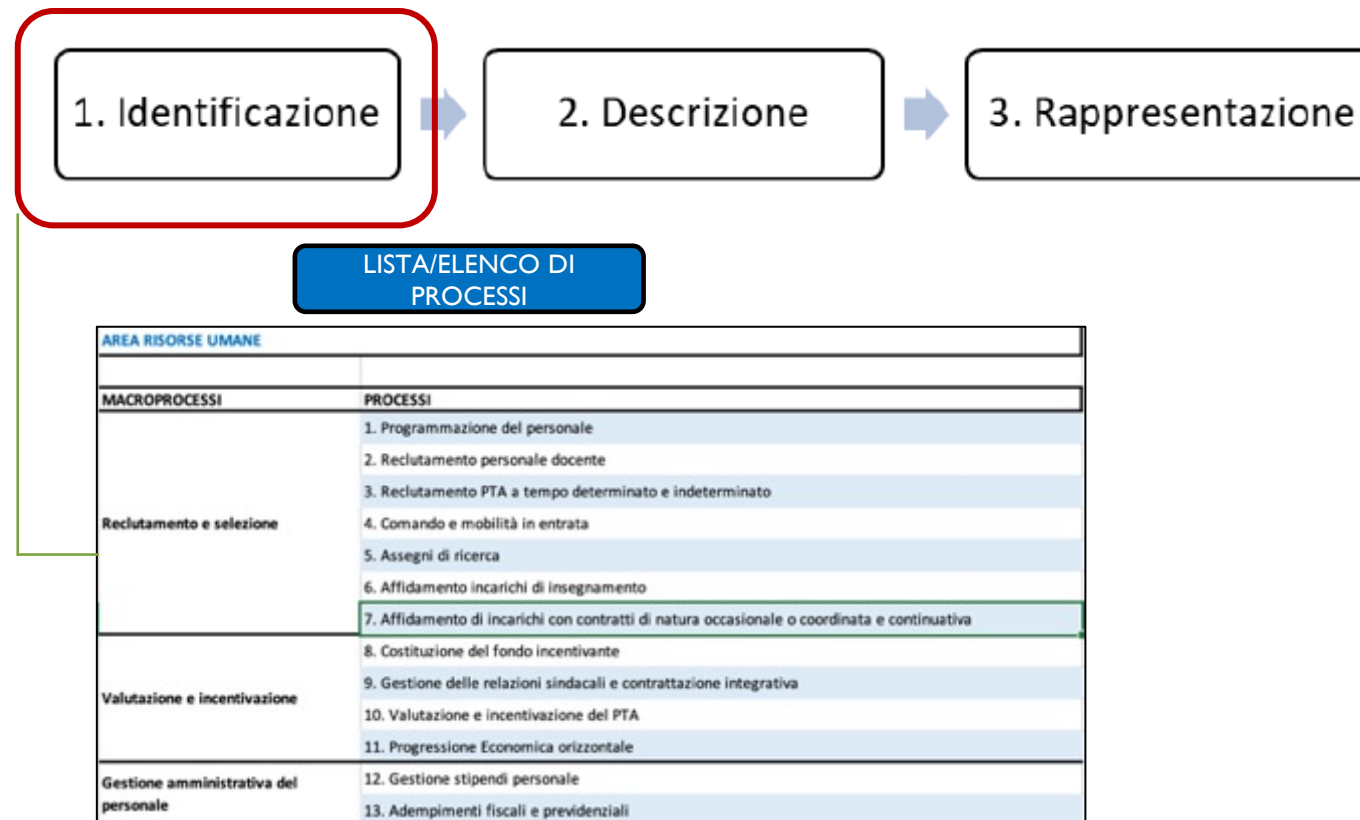 1. Identificazione
2. Descrizione
3. Rappresentazione
LISTA/ELENCO DI
PROCESSI
AREA RISORSE UMANE
MACROPROCESSI
PROCESSI
Reclutamento e selezione
1. Programmazione del personale
2. Reclutamento personale docente
3. Reclutamento PTA a tempo determinato e indeterminato
4. Comando e mobilità in entrata
5. Assegni di ricerca
6. Affidamento incarichi di insegnamento
7. Affidamento di incarichi con contratti di natura occasionale o coordinata e continuativa
Valutazione e incentivazione
8. Costituzione del fondo incentivante
9. Gestione delle relazioni sindacali e contrattazione integrativa
10. Valutazione e incentivazione del PTA
11. Progressione Economica orizzontale
Gestione amministrativa del
personale
12. Gestione stipendi personale
13. Adempimenti fiscali e previdenziali